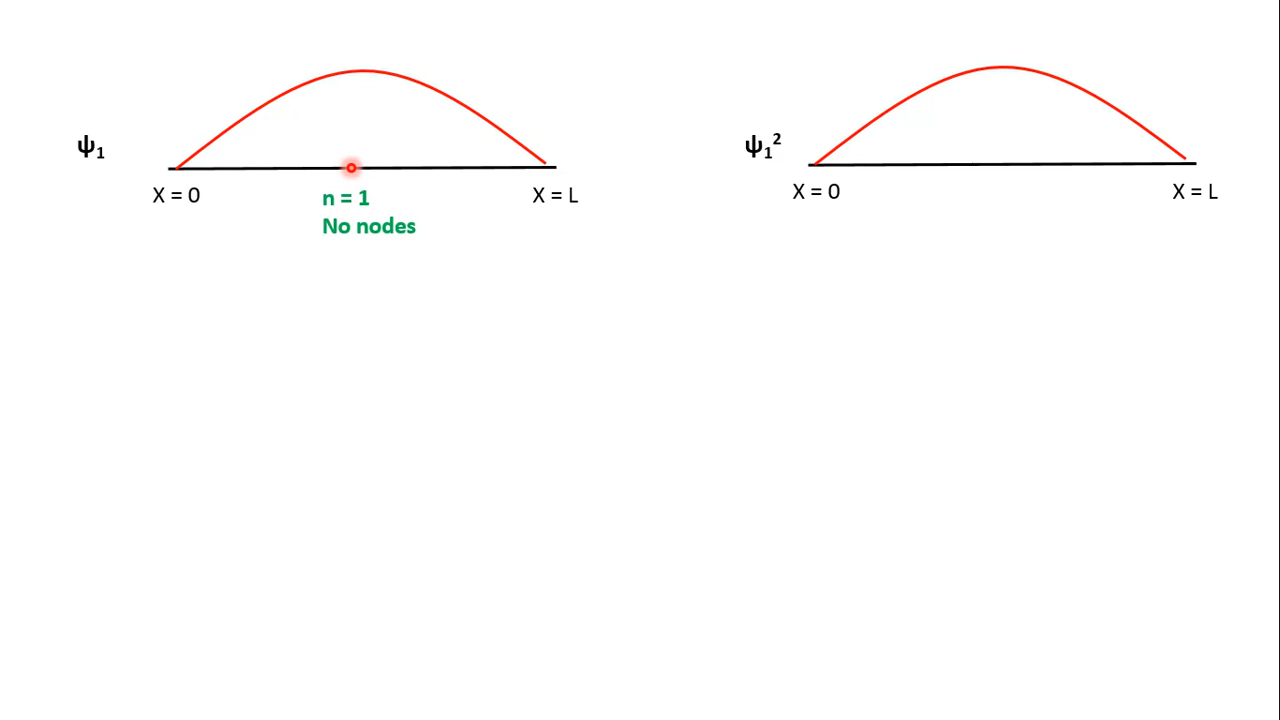 ψ₁
X = 0
X = L
n = 1
No nodes
ψ₁²
X = 0
X = L